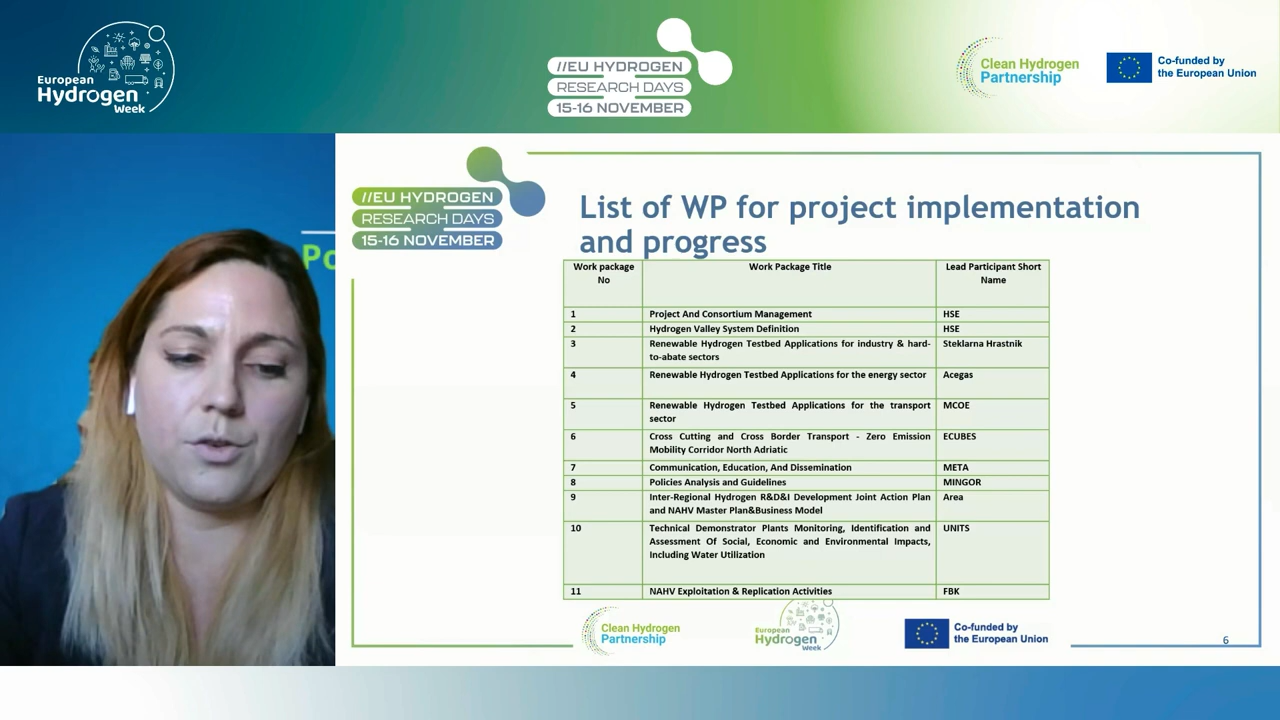 European
Hydrogen
Week
//EU HYDROGEN
RESEARCH DAYS
15-16 NOVEMBER
Clean Hydrogen
Partnership
Co-funded by
the European Union
Po
//EU HYDROGEN
RESEARCH DAYS
15-16 NOVEMBER
List of WP for project implementation
and progress
Work package
No
Work Package Title
Lead Participant Short
Name
1
Project And Consortium Management
HSE
2
Hydrogen Valley System Definition
HSE
3
Renewable Hydrogen Testbed Applications for industry & hard-
to-abate sectors
Steklarna Hrastnik
4
Renewable Hydrogen Testbed Applications for the energy sector
Acegas
5
Renewable Hydrogen Testbed Applications for the transport
sector
MCOE
6
Cross Cutting and Cross Border Transport - Zero Emission
Mobility Corridor North Adriatic
ECUBES
7
Communication, Education, And Dissemination
META
8
Policies Analysis and Guidelines
MINGOR
9
Inter-Regional Hydrogen R&D&I Development Joint Action Plan
and NAHV Master Plan&Business Model
Area
10
Technical Demonstrator Plants Monitoring, Identification and
Assessment Of Social, Economic and Environmental Impacts,
Including Water Utilization
UNITS
11
NAHV Exploitation & Replication Activities
FBK
Clean Hydrogen
Partnership
European
Hydrogen
Week
Co-funded by
the European Union
6